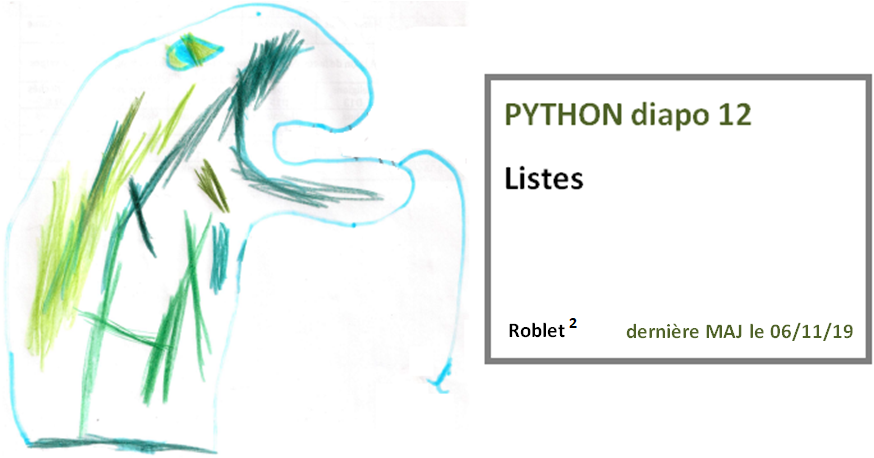 PYTHON diapo 12
Listes
Roblet ²
dernière MAJ le 06/11/19